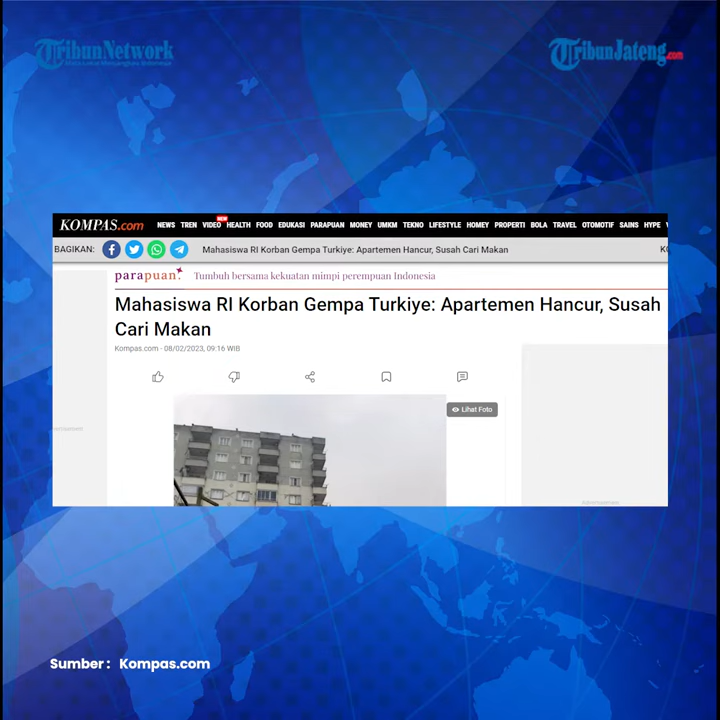 TribunNetwork
TribunJateng.com
KOMPAS.com NEWS TREN VIDEO NEW HEALTH FOOD EDUKASI PARAPUAN MONEY UMKM TEKNO LIFESTYLE HOMEY PROPERTI BOLA TRAVEL OTOMOTIF SAINS HYPE
BAGIKAN: Mahasiswa RI Korban Gempa Turkiye: Apartemen Hancur, Susah Cari Makan
parapuan. Tumbuh bersama kekuatan mimpi perempuan Indonesia
Mahasiswa RI Korban Gempa Turkiye: Apartemen Hancur, Susah
Cari Makan
Kompas.com - 08/02/2023, 09:16 WIB
Lihat Foto
Advertisement
Sumber : Kompas.com